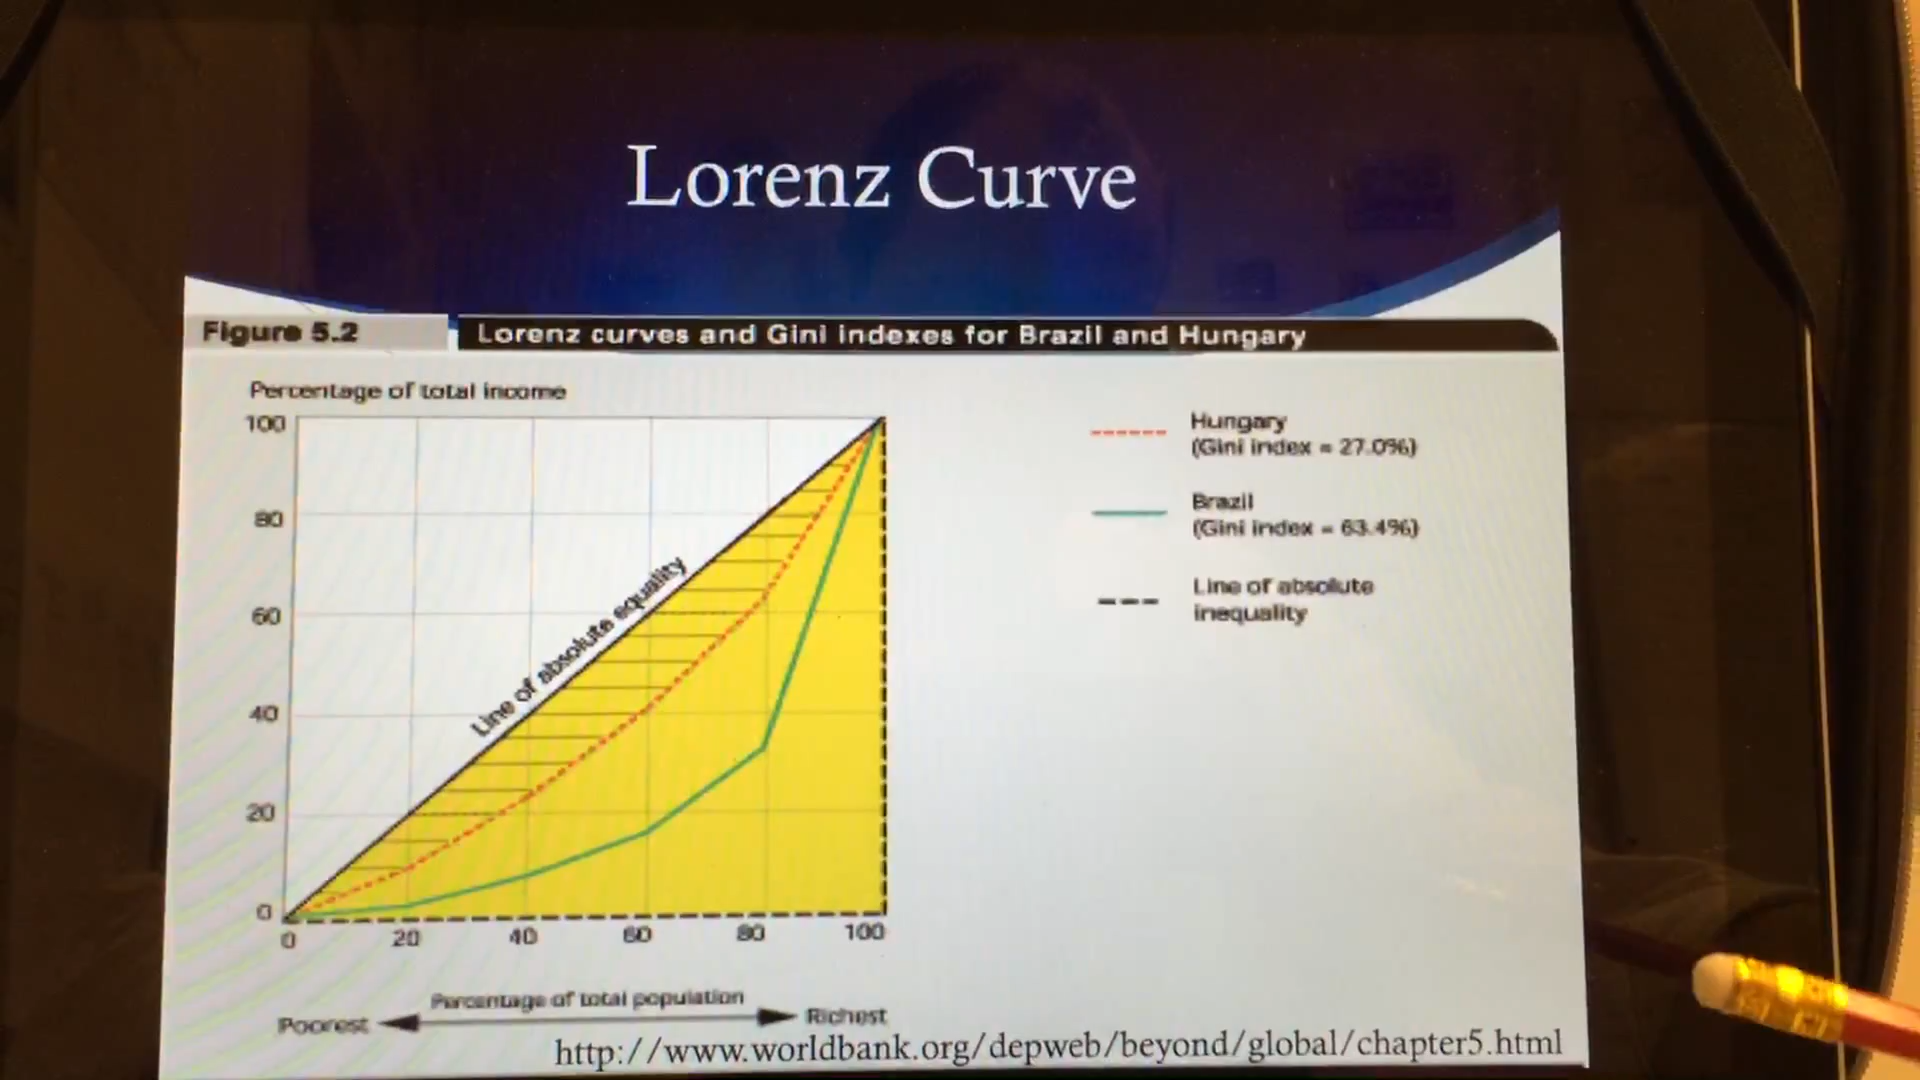 Lorenz Curve
Figure 5.2
Lorenz curves and Gini indexes for Brazil and Hungary
Percentage of total income
100
80
60
40
20
0
Line of absolute equality
0 20 40 60 80 100
Percentage of total population
Poorest
Richest
Hungary
(Gini index = 27.0%)
Brazil
(Gini index = 63.4%)
Line of absolute
inequality
http://www.worldbank.org/depweb/beyond/global/chapter5.html